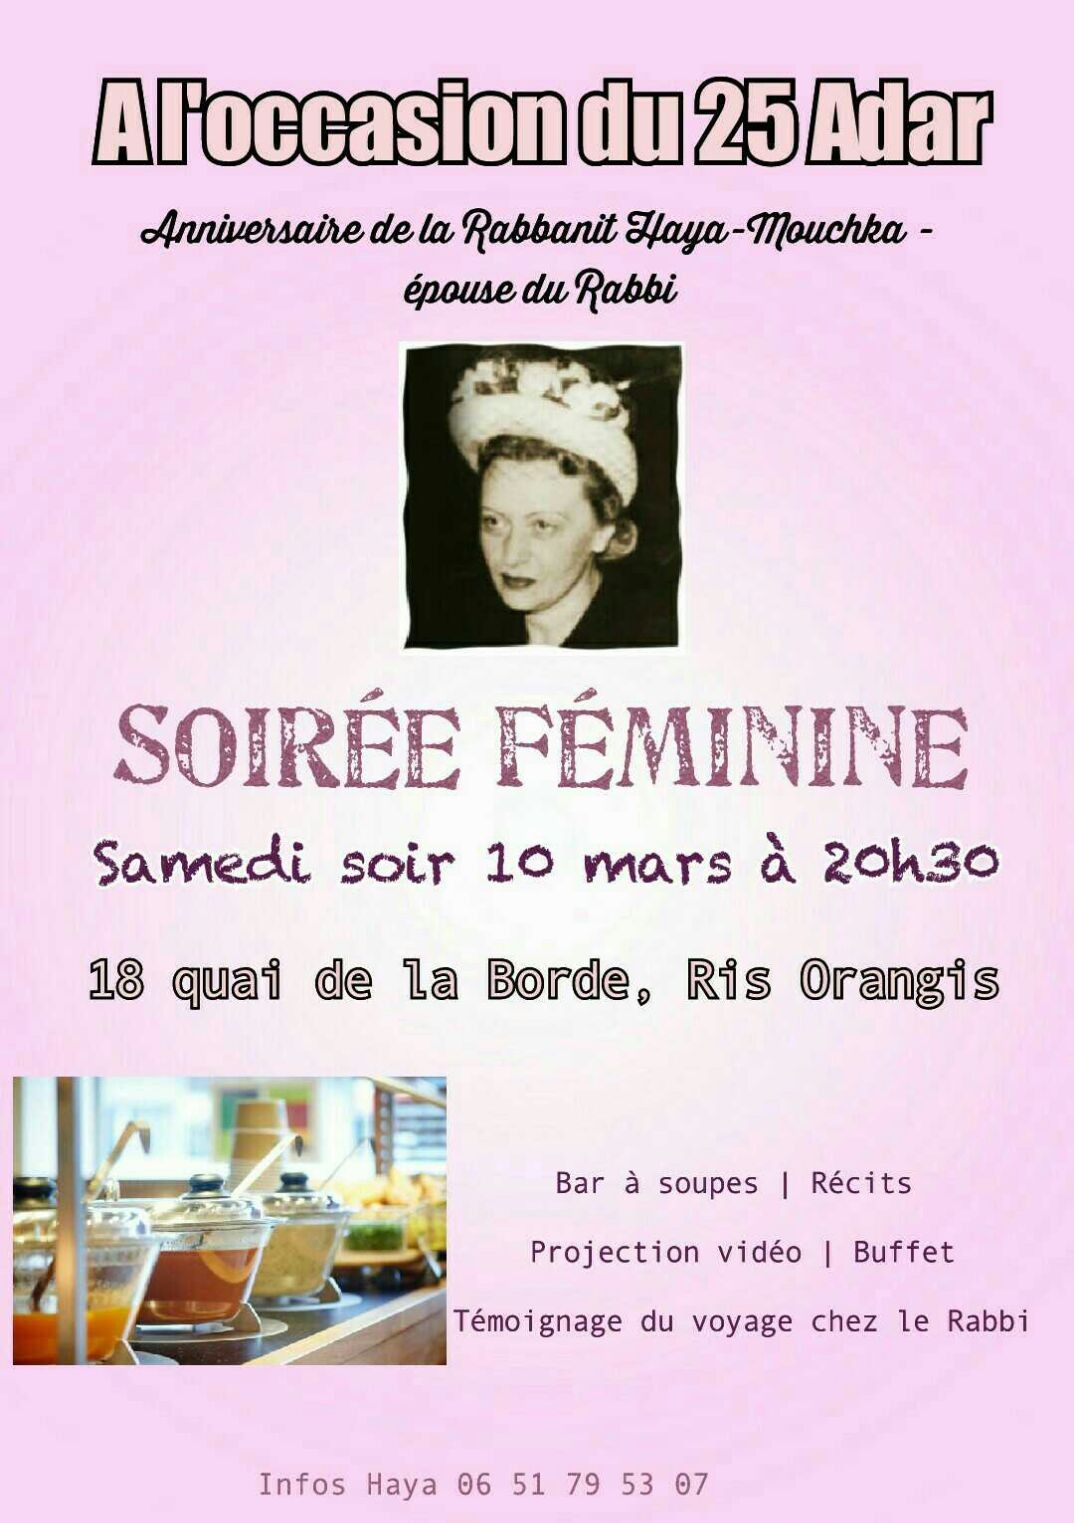 A l'occasion du 25 Adar
Anniversaire de la Rabbanit Haya-Mouchka -
épouse du Rabbi
SOIRÉE FÉMININE
Samedi soir 10 mars à 20h30
18 quai de la Borde, Ris Orangis
Bar à soupes | Récits
Projection vidéo | Buffet
Témoignage du voyage chez le Rabbi
Infos Haya 06 51 79 53 07